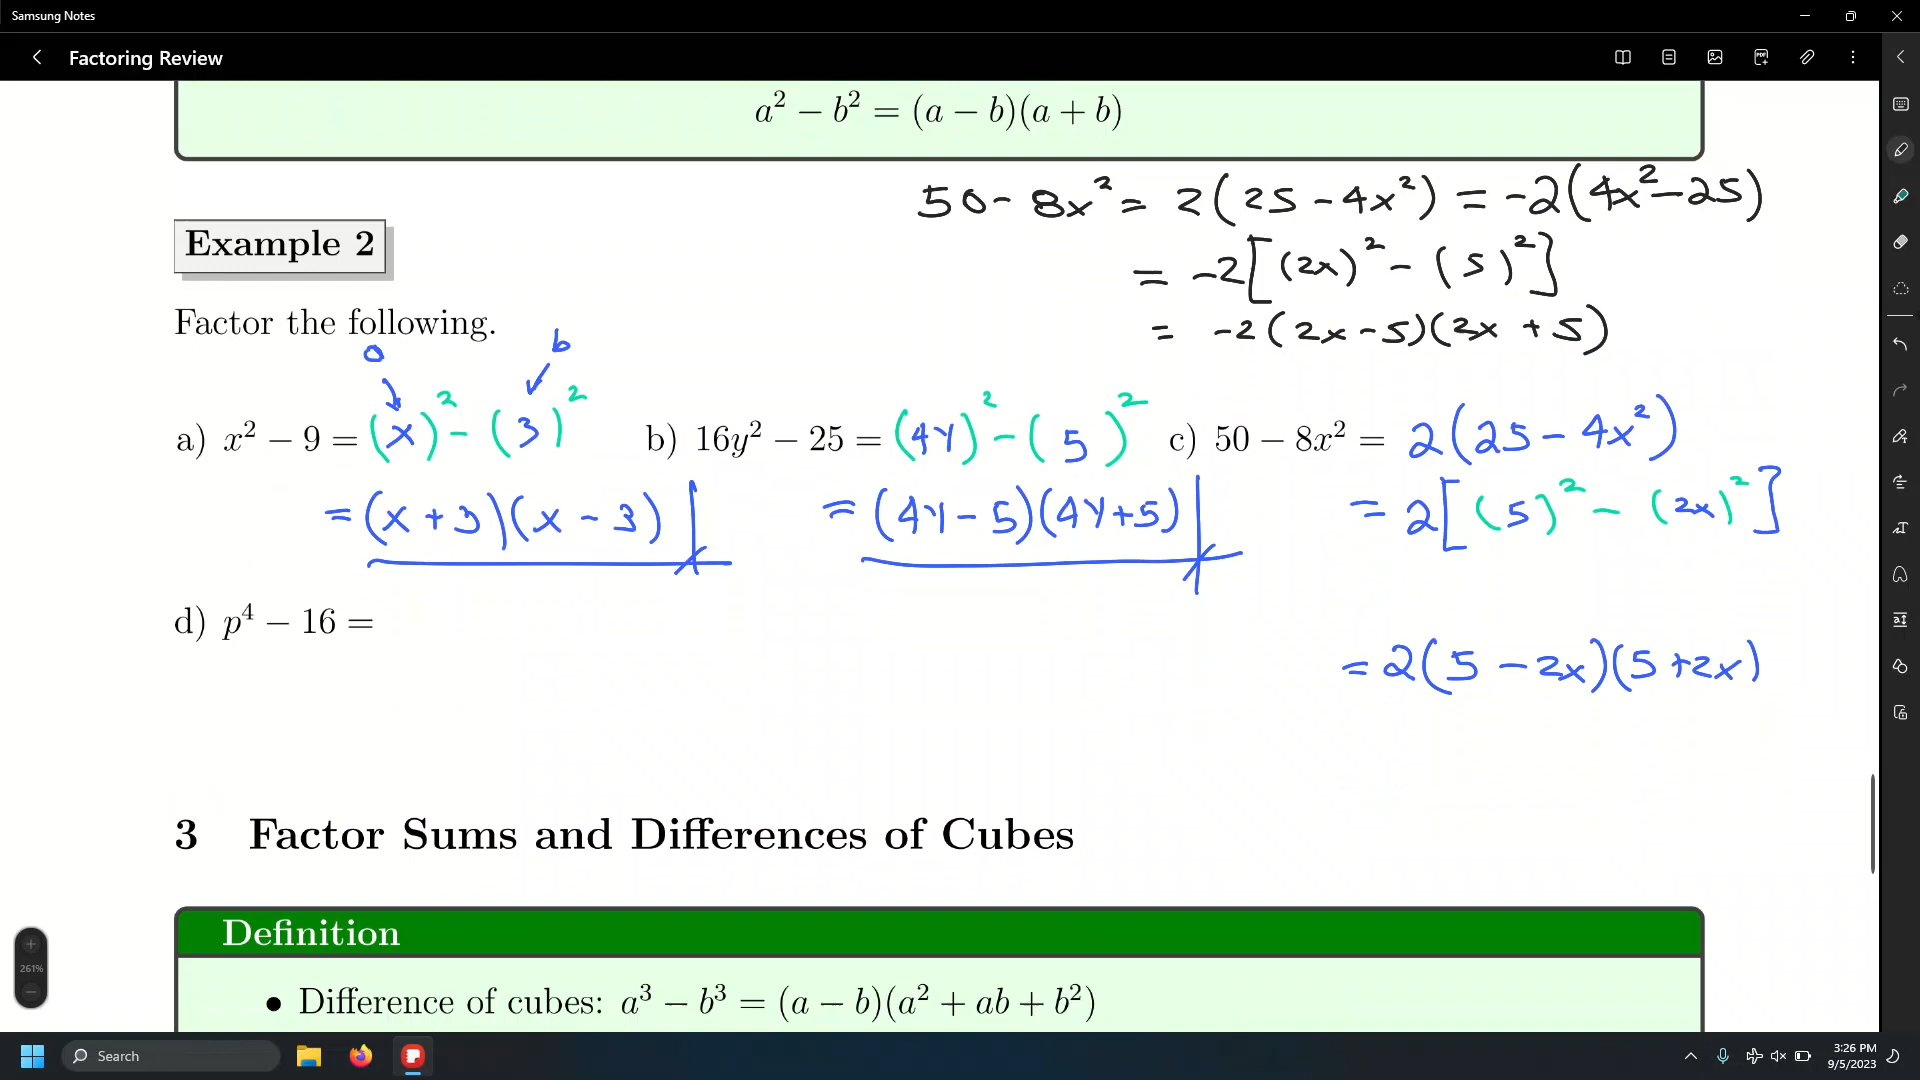 Samsung Notes
Factoring Review
a² − b² = (a − b)(a + b)
50 − 8x² = 2(25 − 4x²) = −2(4x² − 25)
= −2[(2x)² − (5)²]
= −2(2x − 5)(2x + 5)
Example 2
Factor the following.
a b
a) x² − 9 = (x)² − (3)² b) 16y² − 25 = (4y)² − (5)² c) 50 − 8x² = 2(25 − 4x²)
= (x + 3)(x − 3) = (4y − 5)(4y + 5) = 2[(5)² − (2x)²]
d) p⁴ − 16 =
= 2(5 − 2x)(5 + 2x)
3 Factor Sums and Differences of Cubes
Definition
• Difference of cubes: a³ − b³ = (a − b)(a² + ab + b²)
261%
Search
3:26 PM
9/5/2023